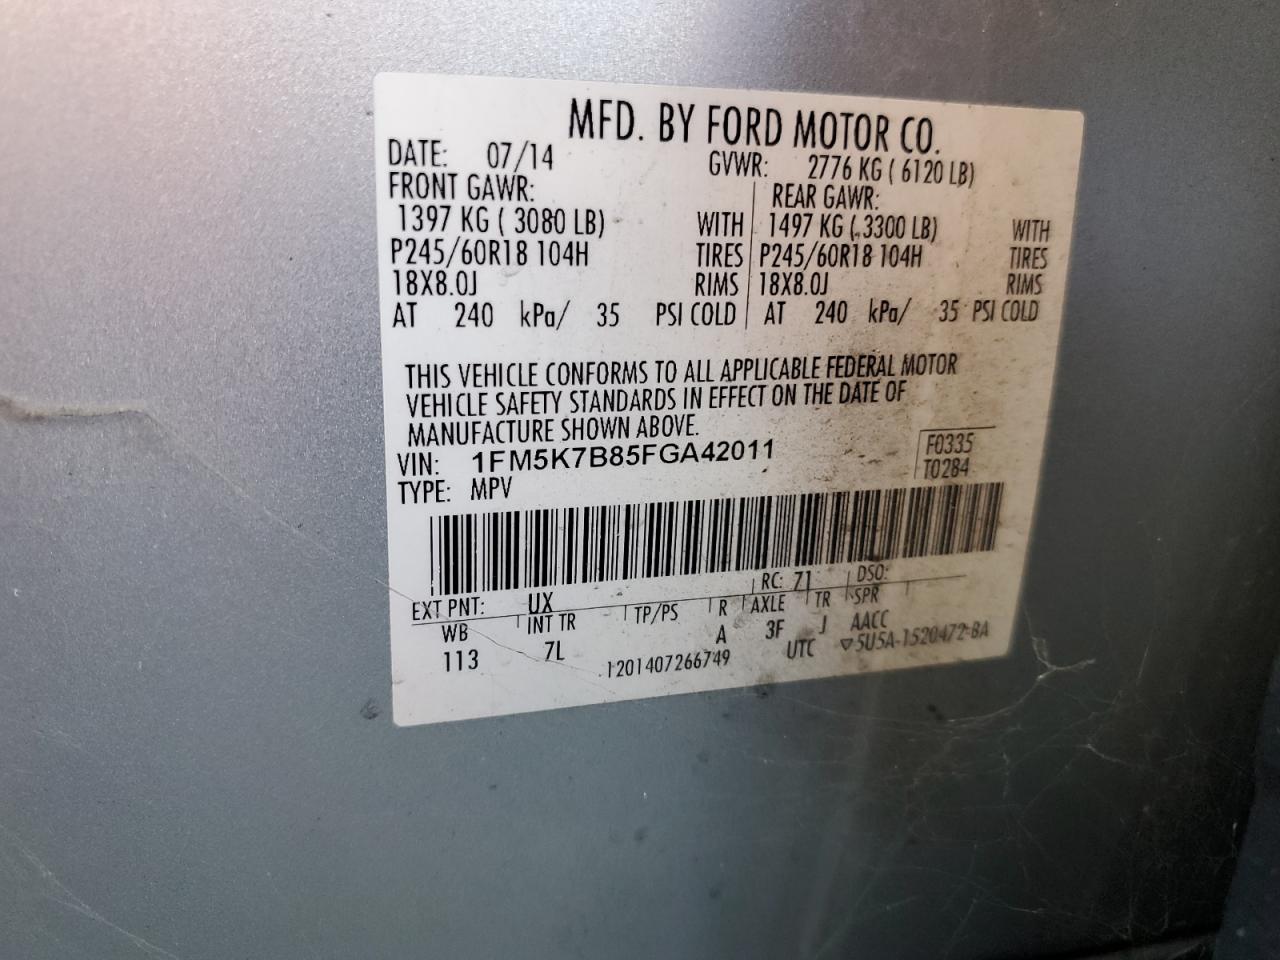 MFD. BY FORD MOTOR CO.
DATE: 07/14 GVWR: 2776 KG ( 6120 LB)
FRONT GAWR: REAR GAWR:
1397 KG ( 3080 LB) WITH 1497 KG ( 3300 LB) WITH
P245/60R18 104H TIRES P245/60R18 104H TIRES
18X8.0J RIMS 18X8.0J RIMS
AT 240 kPa/ 35 PSI COLD AT 240 kPa/ 35 PSI COLD
THIS VEHICLE CONFORMS TO ALL APPLICABLE FEDERAL MOTOR
VEHICLE SAFETY STANDARDS IN EFFECT ON THE DATE OF
MANUFACTURE SHOWN ABOVE.
VIN: 1FM5K7B85FGA42011 F0335
TYPE: MPV T0284
RC: 71 DSO:
EXT PNT: UX
WB INT TR TP/PS R AXLE TR SPR
113 7L A 3F J AACC
1201407266749 UTC ▽5U5A-1520472-BA